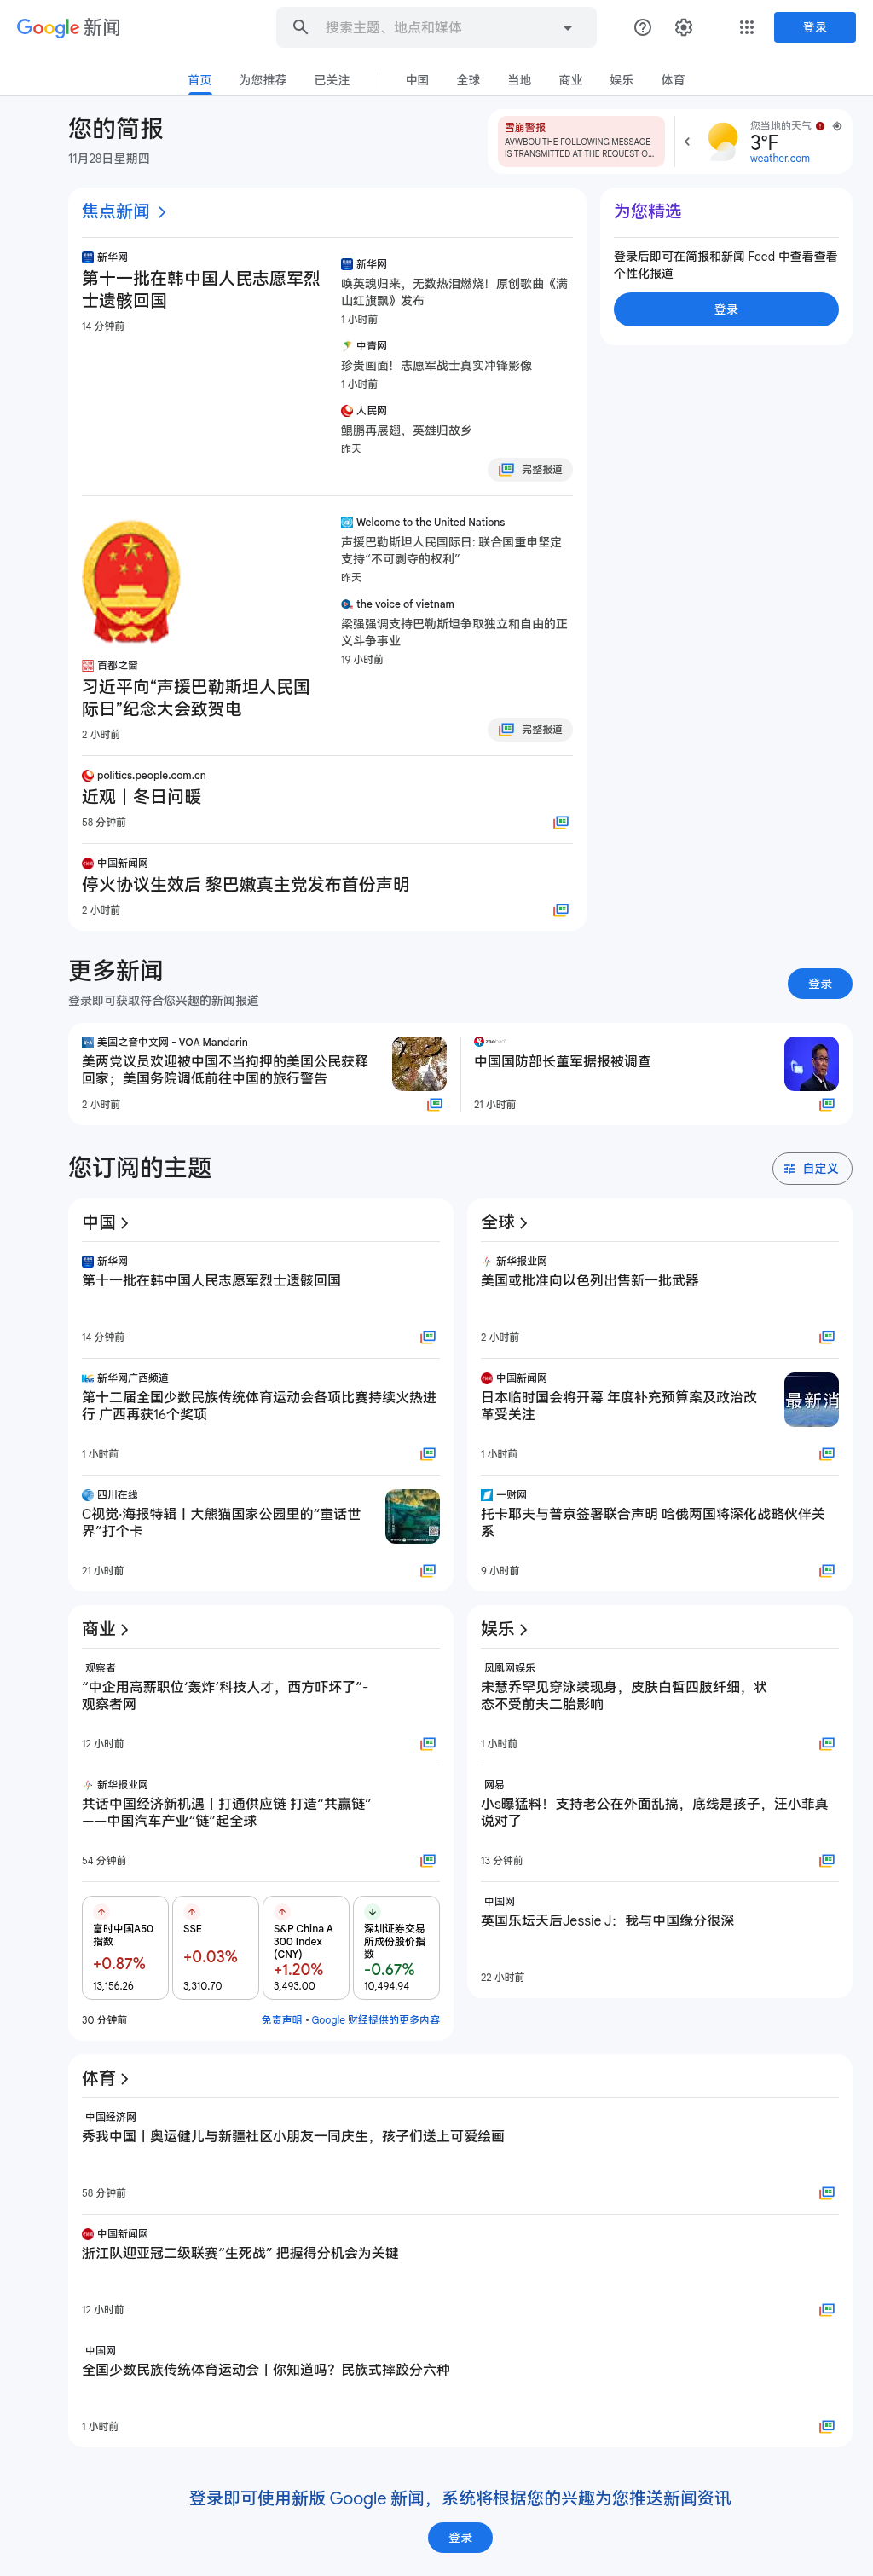 Google 新闻
搜索主题、地点和媒体
登录
首页
为您推荐
已关注
中国
全球
当地
商业
娱乐
体育
您的简报
11月28日星期四
雪崩警报
AVWBOU THE FOLLOWING MESSAGE
IS TRANSMITTED AT THE REQUEST O...
您当地的天气
3°F
weather.com
焦点新闻
新华网
第十一批在韩中国人民志愿军烈
士遗骸回国
14 分钟前
新华网
唤英魂归来，无数热泪燃烧！原创歌曲《满
山红旗飘》发布
1 小时前
中青网
珍贵画面！志愿军战士真实冲锋影像
1 小时前
人民网
鲲鹏再展翅，英雄归故乡
昨天
完整报道
为您精选
登录后即可在简报和新闻 Feed 中查看查看
个性化报道
登录
首都之窗
习近平向“声援巴勒斯坦人民国
际日”纪念大会致贺电
2 小时前
Welcome to the United Nations
声援巴勒斯坦人民国际日: 联合国重申坚定
支持“不可剥夺的权利”
昨天
the voice of vietnam
梁强强调支持巴勒斯坦争取独立和自由的正
义斗争事业
19 小时前
完整报道
politics.people.com.cn
近观丨冬日问暖
58 分钟前
中国新闻网
停火协议生效后 黎巴嫩真主党发布首份声明
2 小时前
更多新闻
登录即可获取符合您兴趣的新闻报道
登录
美国之音中文网 - VOA Mandarin
美两党议员欢迎被中国不当拘押的美国公民获释
回家；美国务院调低前往中国的旅行警告
2 小时前
中国国防部长董军据报被调查
21 小时前
您订阅的主题
自定义
中国
新华网
第十一批在韩中国人民志愿军烈士遗骸回国
14 分钟前
新华网广西频道
第十二届全国少数民族传统体育运动会各项比赛持续火热进
行 广西再获16个奖项
1 小时前
四川在线
C视觉·海报特辑丨大熊猫国家公园里的“童话世
界”打个卡
21 小时前
全球
新华报业网
美国或批准向以色列出售新一批武器
2 小时前
中国新闻网
日本临时国会将开幕 年度补充预算案及政治改
革受关注
最新消
1 小时前
一财网
托卡耶夫与普京签署联合声明 哈俄两国将深化战略伙伴关
系
9 小时前
商业
观察者
“中企用高薪职位‘轰炸’科技人才，西方吓坏了”-
观察者网
12 小时前
新华报业网
共话中国经济新机遇丨打通供应链 打造“共赢链”
——中国汽车产业“链”起全球
54 分钟前
富时中国A50
指数
+0.87%
13,156.26
SSE
+0.03%
3,310.70
S&P China A
300 Index
(CNY)
+1.20%
3,493.00
深圳证券交易
所成份股价指
数
-0.67%
10,494.94
30 分钟前
免责声明 • Google 财经提供的更多内容
娱乐
凤凰网娱乐
宋慧乔罕见穿泳装现身，皮肤白皙四肢纤细，状
态不受前夫二胎影响
1 小时前
网易
小s曝猛料！支持老公在外面乱搞，底线是孩子，汪小菲真
说对了
13 分钟前
中国网
英国乐坛天后Jessie J：我与中国缘分很深
22 小时前
体育
中国经济网
秀我中国丨奥运健儿与新疆社区小朋友一同庆生，孩子们送上可爱绘画
58 分钟前
中国新闻网
浙江队迎亚冠二级联赛“生死战” 把握得分机会为关键
12 小时前
中国网
全国少数民族传统体育运动会丨你知道吗？民族式摔跤分六种
1 小时前
登录即可使用新版 Google 新闻，系统将根据您的兴趣为您推送新闻资讯
登录